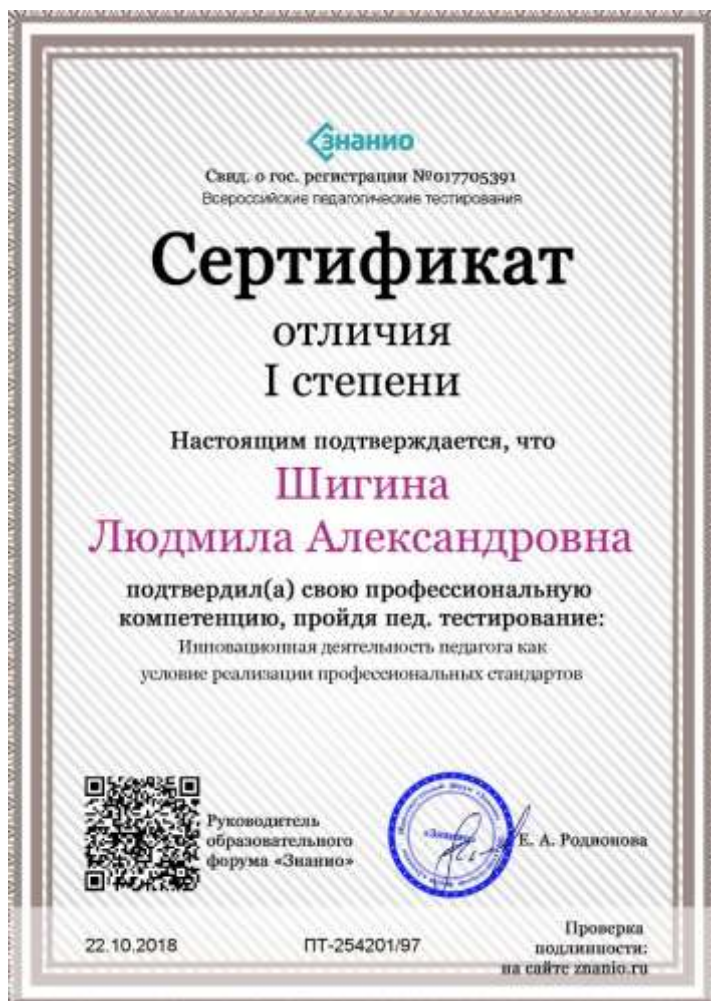 знанио
Свид. о гос. регистрации №017705391
Всероссийские педагогические тестирования
Сертификат
отличия
I степени
Настоящим подтверждается, что
Шигина
Людмила Александровна
подтвердил(а) свою профессиональную
компетенцию, пройдя пед. тестирование:
Инновационная деятельность педагога как
условие реализации профессиональных стандартов
Руководитель
образовательного
форума «Знанио»
«Знанио»
Е. А. Родионова
22.10.2018
ПТ-254201/97
Проверка
подлинности:
на сайте znanio.ru